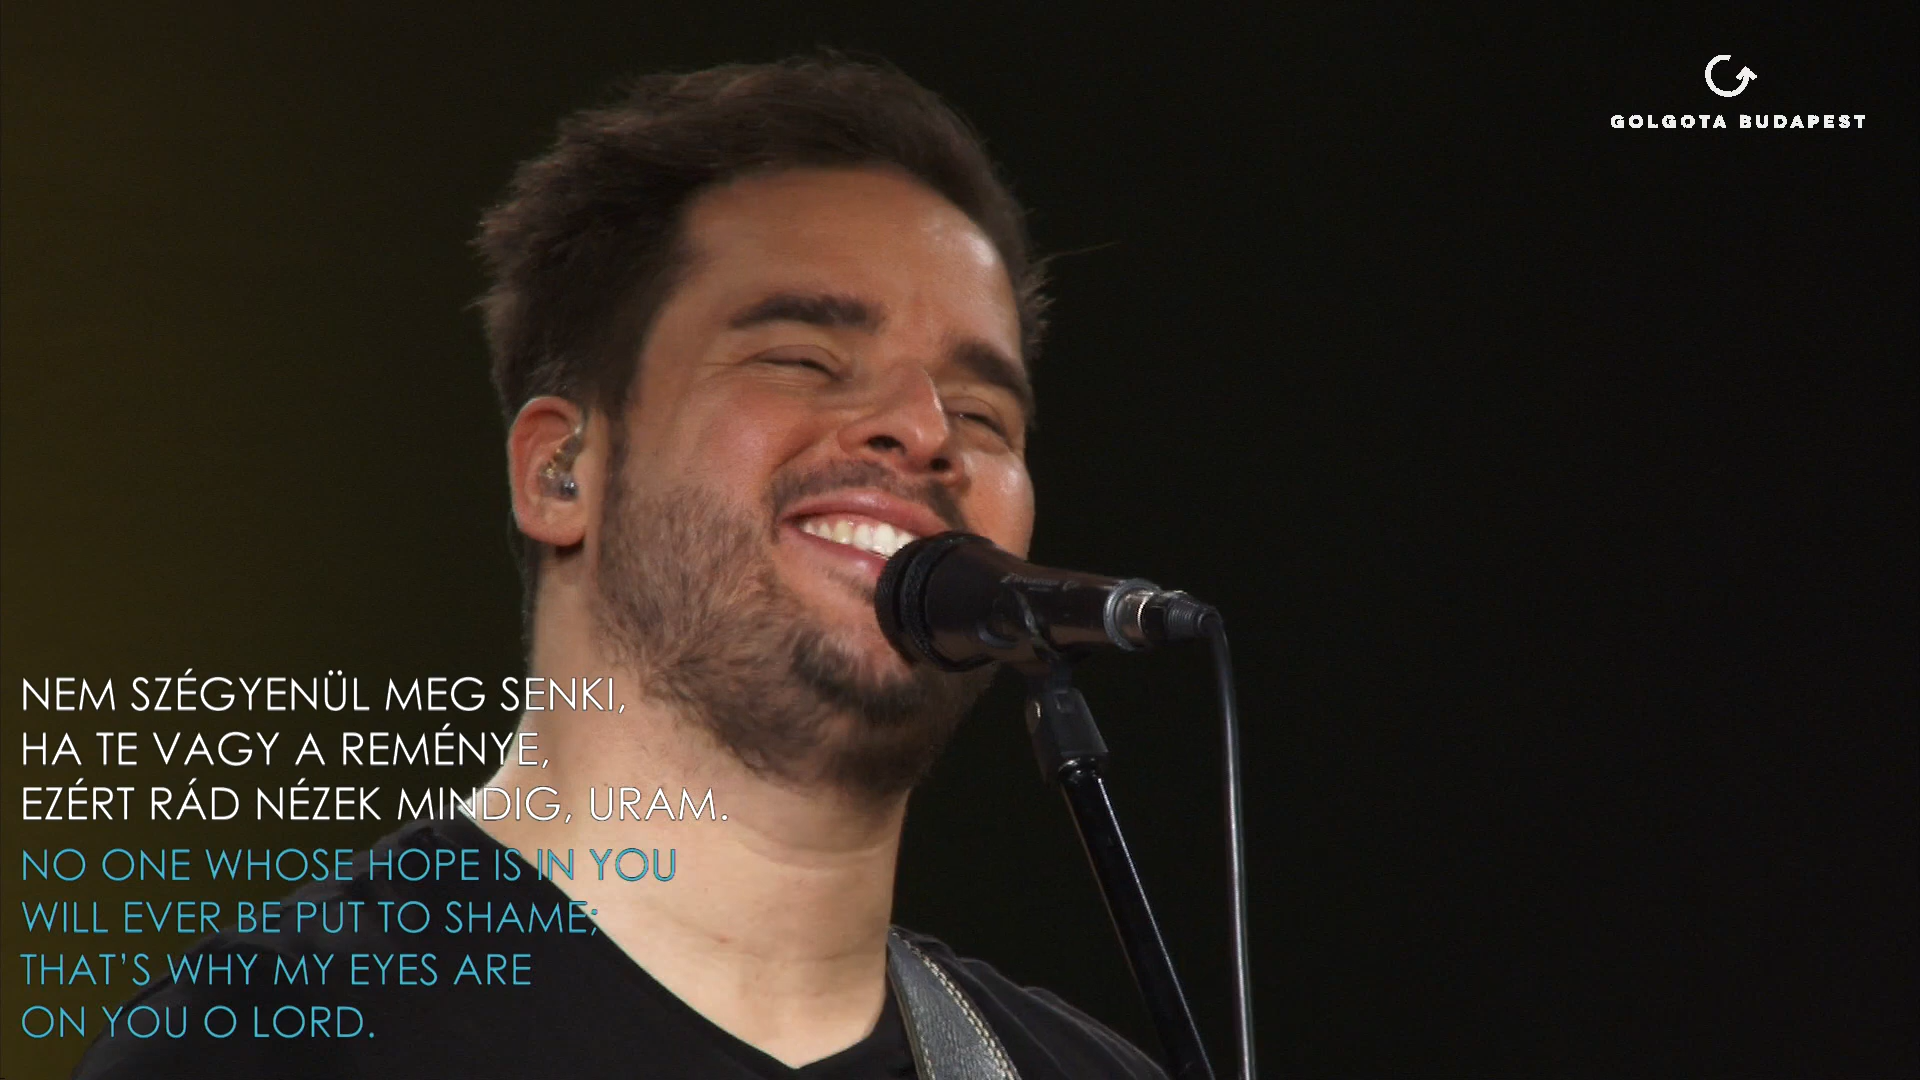 GOLGOTA BUDAPEST
NEM SZÉGYENÜL MEG SENKI,
HA TE VAGY A REMÉNYE,
EZÉRT RÁD NÉZEK MINDIG, URAM.
NO ONE WHOSE HOPE IS IN YOU
WILL EVER BE PUT TO SHAME;
THAT'S WHY MY EYES ARE
ON YOU O LORD.